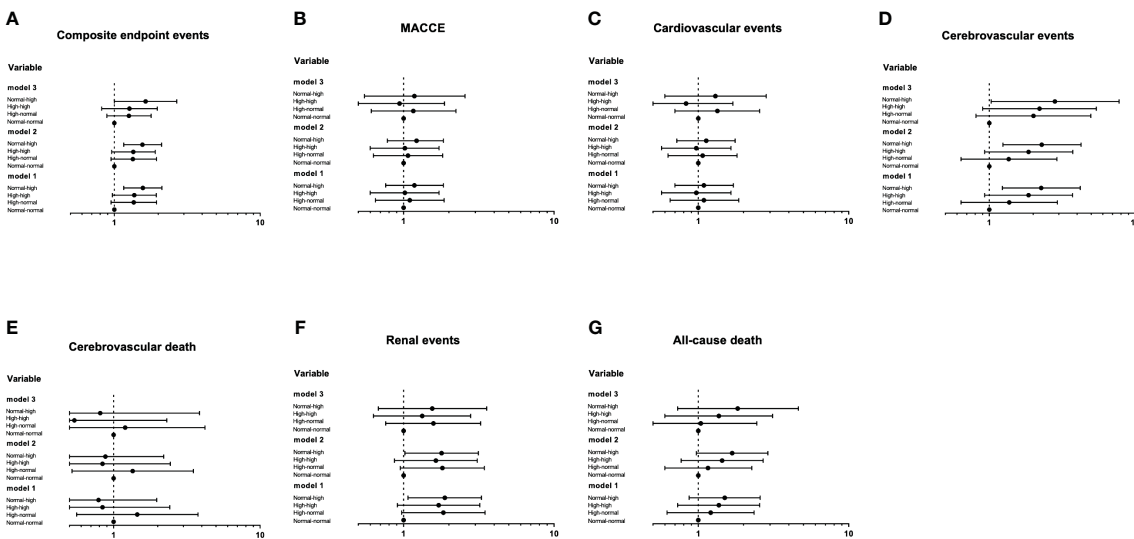 A
Composite endpoint events
Variable
model 3
Normal-high
High-high
High-normal
Normal-normal
model 2
Normal-high
High-high
High-normal
Normal-normal
model 1
Normal-high
High-high
High-normal
Normal-normal
1 10
B
MACCE
Variable
model 3
Normal-high
High-high
High-normal
Normal-normal
model 2
Normal-high
High-high
High-normal
Normal-normal
model 1
Normal-high
High-high
High-normal
Normal-normal
1 10
C
Cardiovascular events
Variable
model 3
Normal-high
High-high
High-normal
Normal-normal
model 2
Normal-high
High-high
High-normal
Normal-normal
model 1
Normal-high
High-high
High-normal
Normal-normal
1 10
D
Cerebrovascular events
Variable
model 3
Normal-high
High-high
High-normal
Normal-normal
model 2
Normal-high
High-high
High-normal
Normal-normal
model 1
Normal-high
High-high
High-normal
Normal-normal
1 1
E
Cerebrovascular death
Variable
model 3
Normal-high
High-high
High-normal
Normal-normal
model 2
Normal-high
High-high
High-normal
Normal-normal
model 1
Normal-high
High-high
High-normal
Normal-normal
1 10
F
Renal events
Variable
model 3
Normal-high
High-high
High-normal
Normal-normal
model 2
Normal-high
High-high
High-normal
Normal-normal
model 1
Normal-high
High-high
High-normal
Normal-normal
1 10
G
All-cause death
Variable
model 3
Normal-high
High-high
High-normal
Normal-normal
model 2
Normal-high
High-high
High-normal
Normal-normal
model 1
Normal-high
High-high
High-normal
Normal-normal
1 10